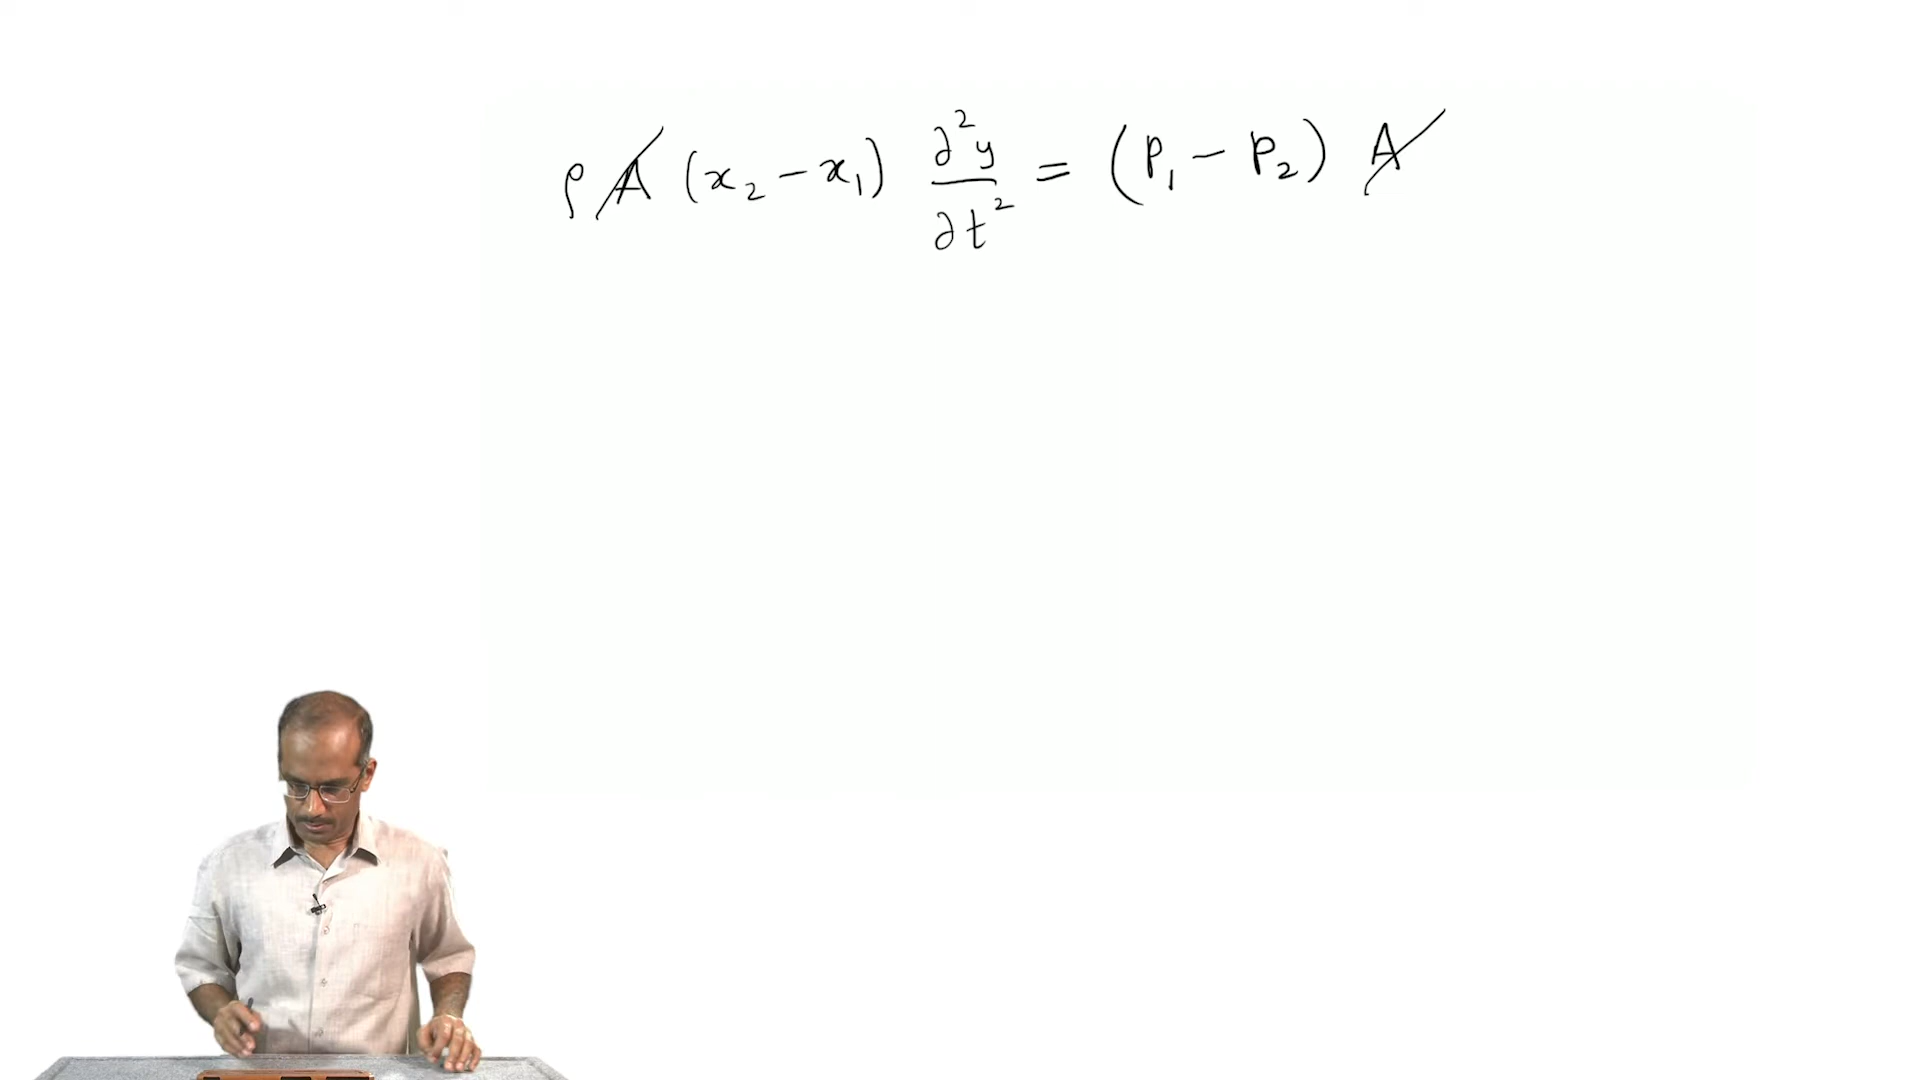 ρ A (x₂ − x₁) ∂²y/∂t² = (P₁ − P₂) A